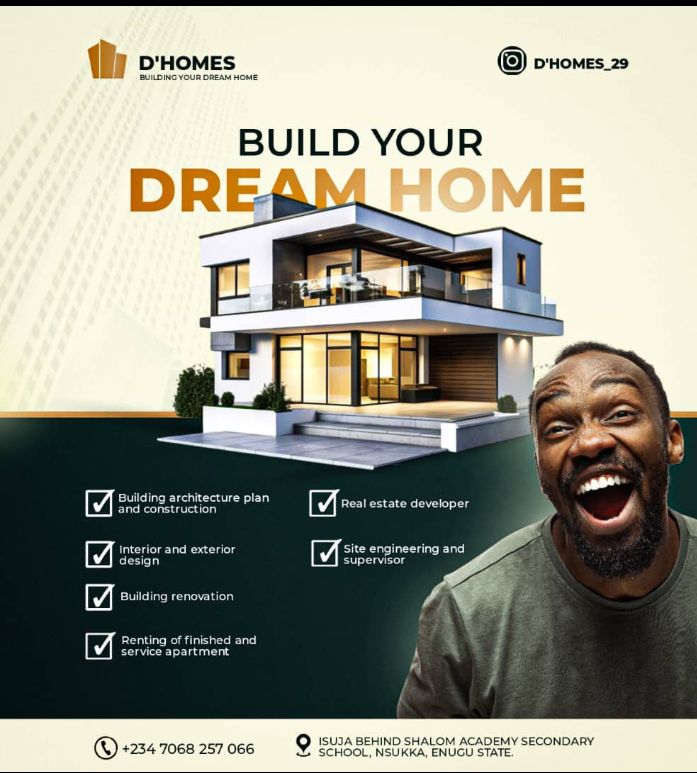 D'HOMES
BUILDING YOUR DREAM HOME
D'HOMES_29
BUILD YOUR
DREAM HOME
Building architecture plan
and construction
Real estate developer
Interior and exterior
design
Site engineering and
supervisor
Building renovation
Renting of finished and
service apartment
+234 7068 257 066
ISUJA BEHIND SHALOM ACADEMY SECONDARY
SCHOOL, NSUKKA, ENUGU STATE.